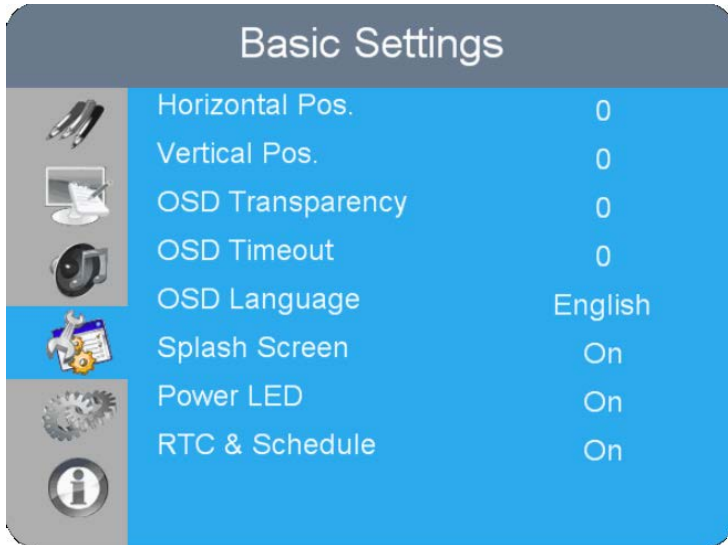 Basic Settings
Horizontal Pos. 0
Vertical Pos. 0
OSD Transparency 0
OSD Timeout 0
OSD Language English
Splash Screen On
Power LED On
RTC & Schedule On